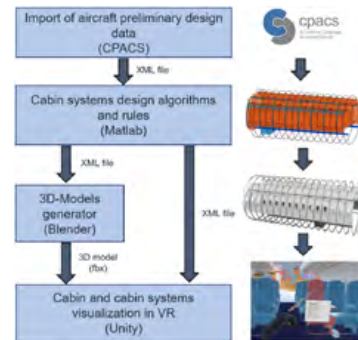 Import of aircraft preliminary design
data
(CPACS)
cpacs
XML file
Cabin systems design algorithms
and rules
(Matlab)
XML file
3D-Models
generator
(Blender)
XML file
3D model
(fbx)
Cabin and cabin systems
visualization in VR
(Unity)